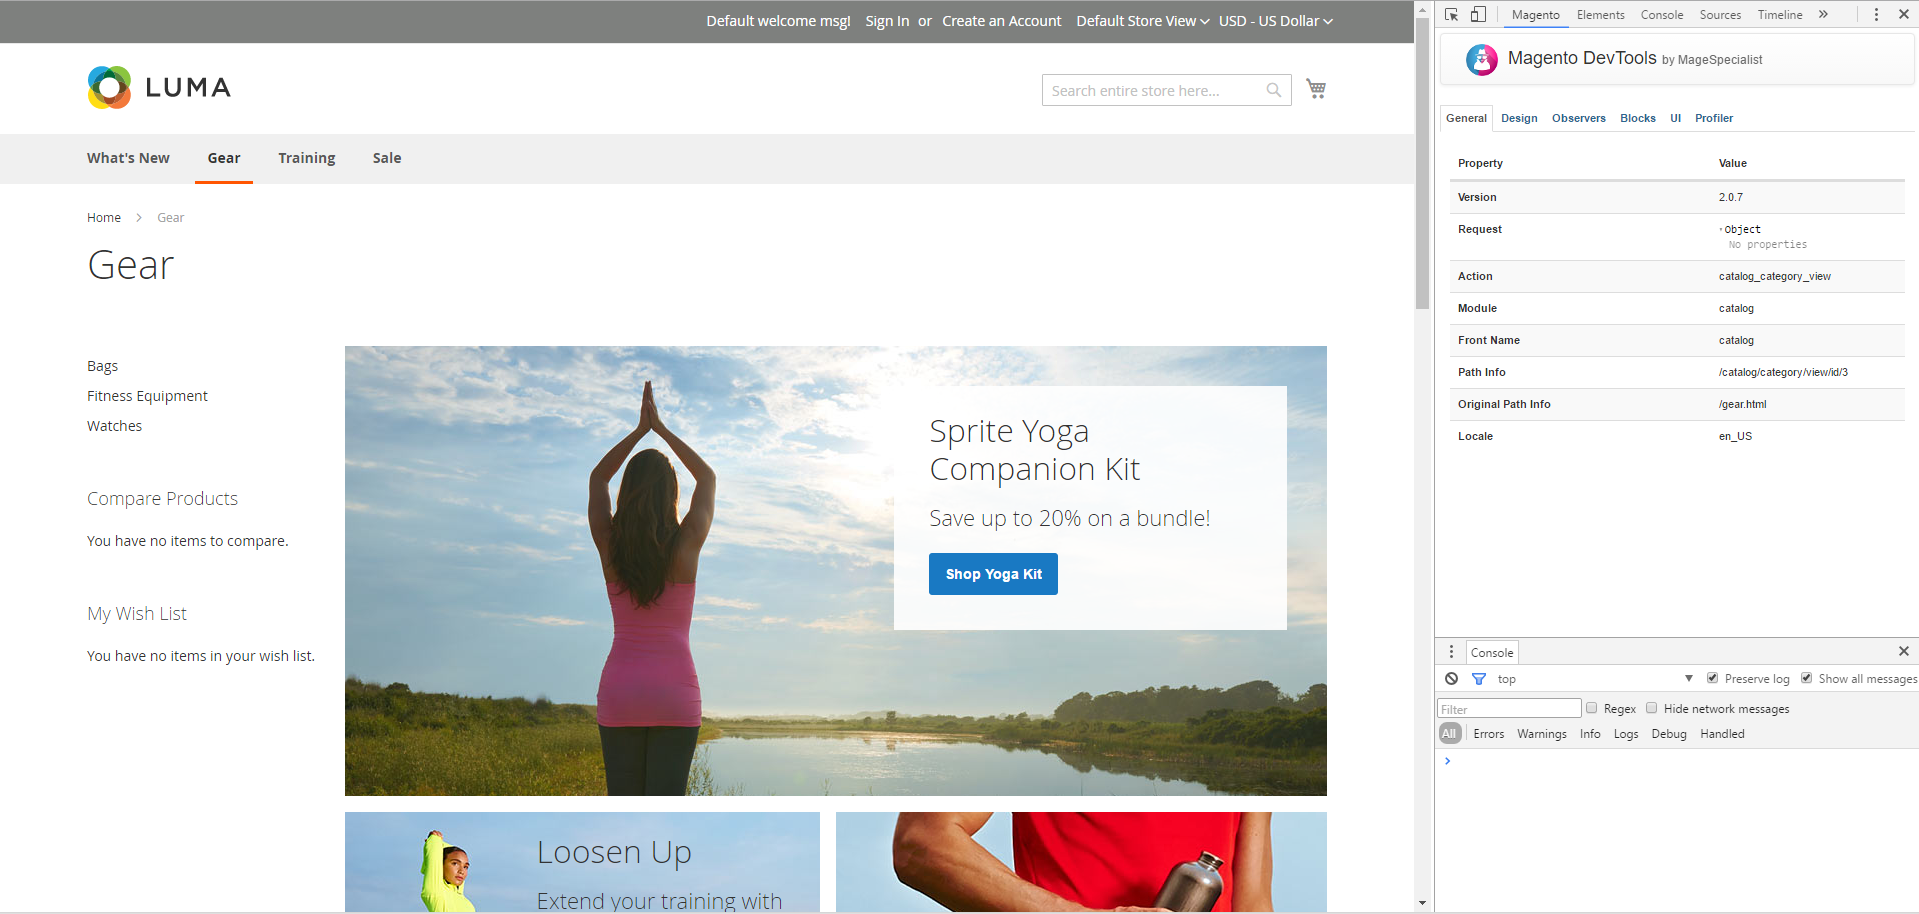 Default welcome msg! Sign In or Create an Account Default Store View USD - US Dollar
LUMA
Search entire store here...
What's New Gear Training Sale
Home Gear
Gear
Bags
Fitness Equipment
Watches
Compare Products
You have no items to compare.
My Wish List
You have no items in your wish list.
Sprite Yoga
Companion Kit
Save up to 20% on a bundle!
Shop Yoga Kit
Loosen Up
Extend your training with
Magento Elements Console Sources Timeline
Magento DevTools by MageSpecialist
General Design Observers Blocks UI Profiler
Property Value
Version 2.0.7
Request Object
No properties
Action catalog_category_view
Module catalog
Front Name catalog
Path Info /catalog/category/view/id/3
Original Path Info /gear.html
Locale en_US
Console
top Preserve log Show all messages
Filter Regex Hide network messages
All Errors Warnings Info Logs Debug Handled